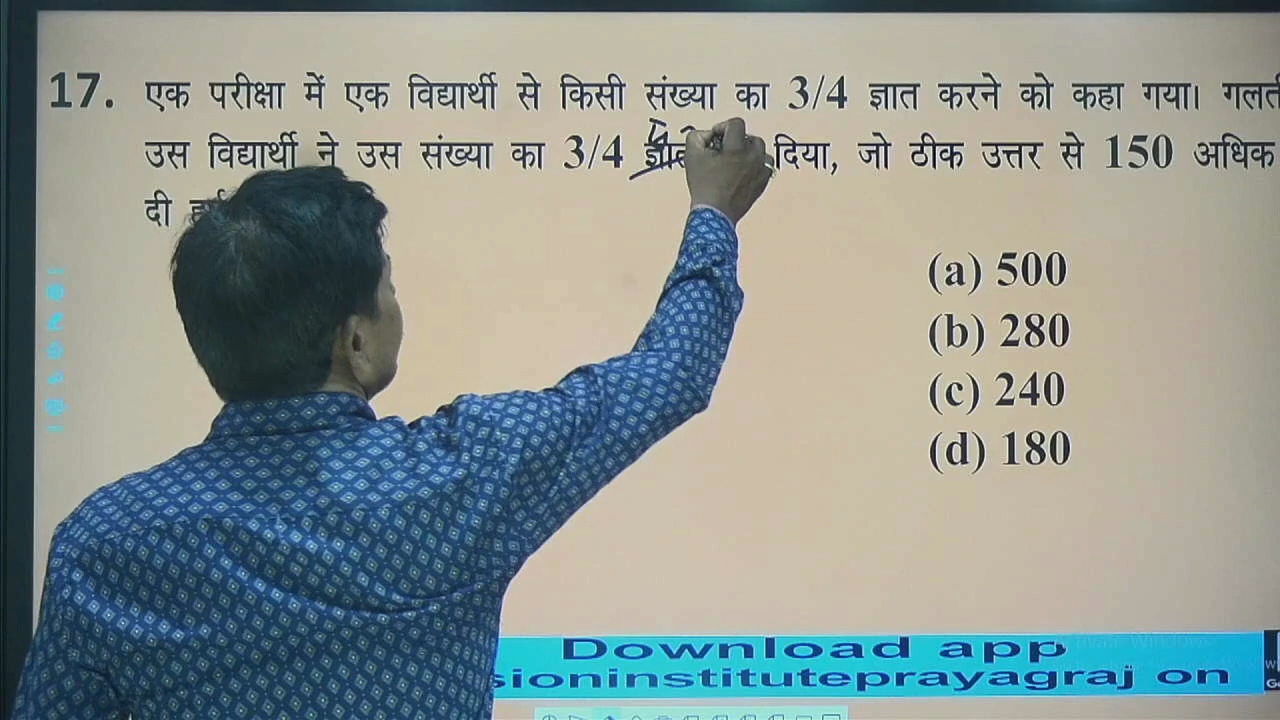 17. एक परीक्षा में एक विद्यार्थी से किसी संख्या का 3/4 ज्ञात करने को कहा गया। गलती
उस विद्यार्थी ने उस संख्या का 3/4 दिया, जो ठीक उत्तर से 150 अधिक
दी
(a) 500
(b) 280
(c) 240
(d) 180
Download app
sioninstituteprayagraj on